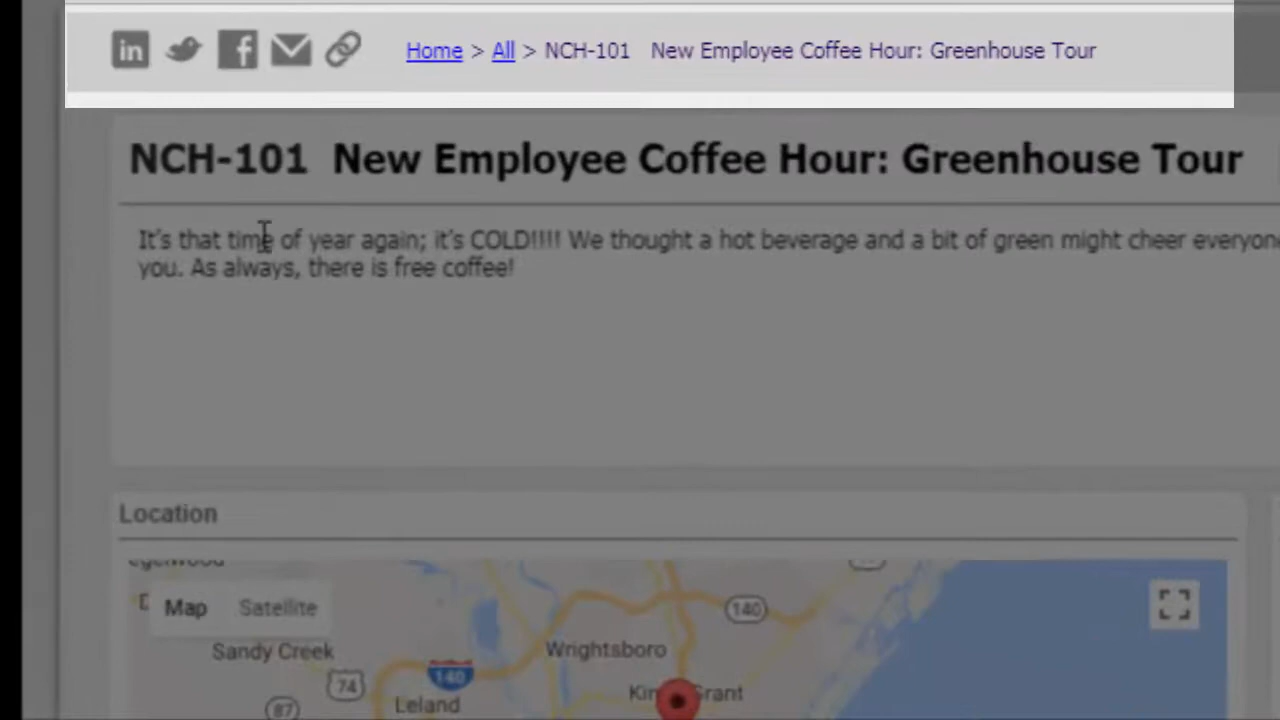 in Home > All > NCH-101 New Employee Coffee Hour: Greenhouse Tour
NCH-101 New Employee Coffee Hour: Greenhouse Tour
It's that time of year again; it's COLD!!!! We thought a hot beverage and a bit of green might cheer everyone
you. As always, there is free coffee!
Location
Map Satellite
140
Sandy Creek
Wrightsboro
74
140
Leland
87